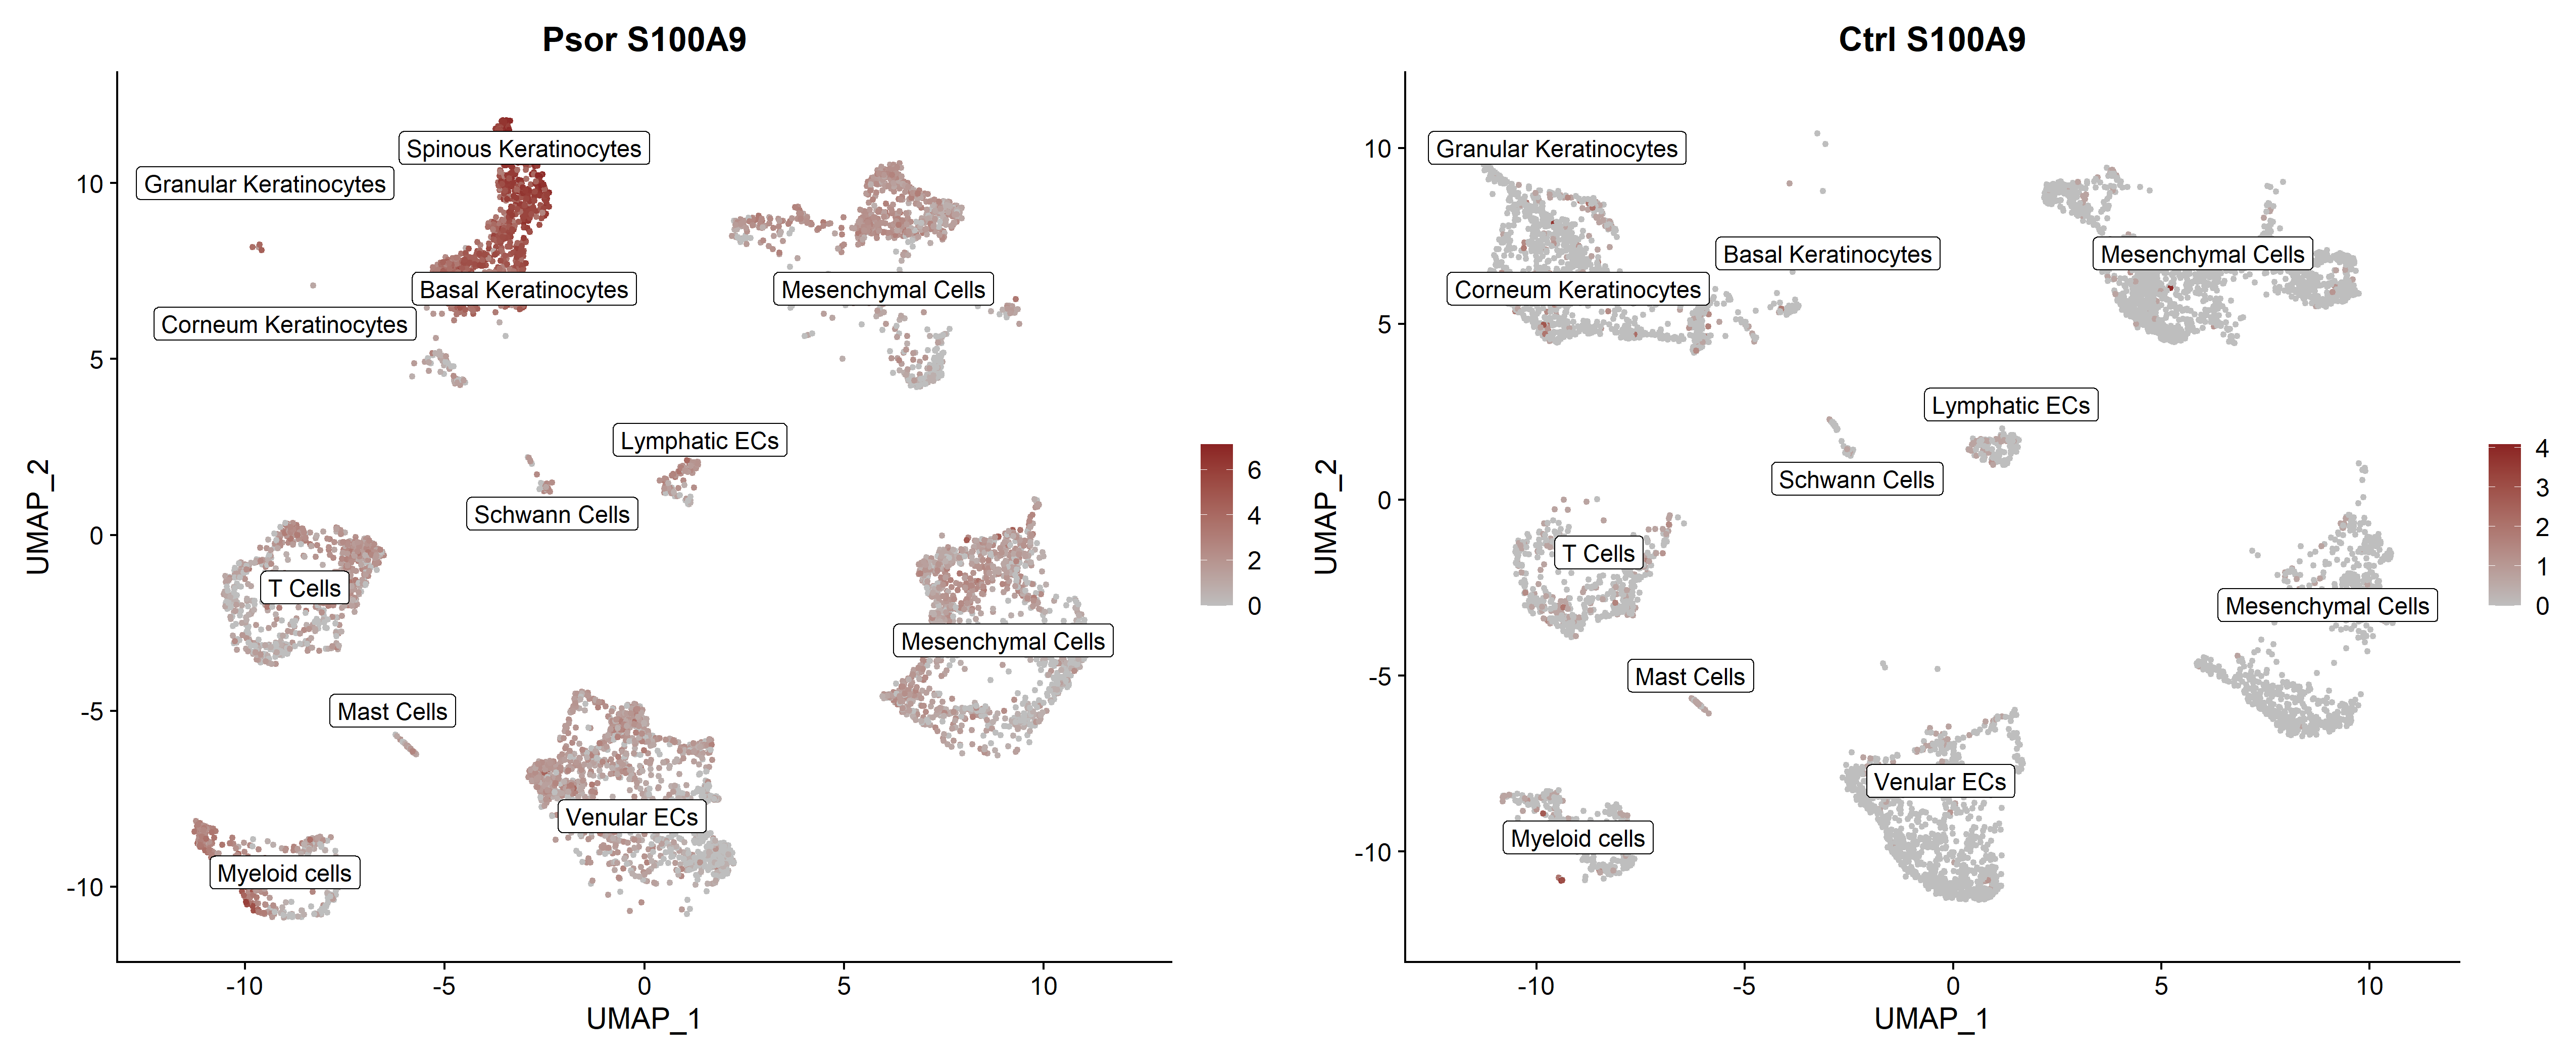 Psor S100A9
Spinous Keratinocytes
Granular Keratinocytes
Basal Keratinocytes
Mesenchymal Cells
Corneum Keratinocytes
Lymphatic ECs
Schwann Cells
T Cells
Mesenchymal Cells
Mast Cells
Venular ECs
Myeloid cells
10
5
0
-5
-10
UMAP_2
-10 -5 0 5 10
UMAP_1
6
4
2
0
Ctrl S100A9
Granular Keratinocytes
Basal Keratinocytes
Mesenchymal Cells
Corneum Keratinocytes
Lymphatic ECs
Schwann Cells
T Cells
Mesenchymal Cells
Mast Cells
Venular ECs
Myeloid cells
10
5
0
-5
-10
UMAP_2
-10 -5 0 5 10
UMAP_1
4
3
2
1
0